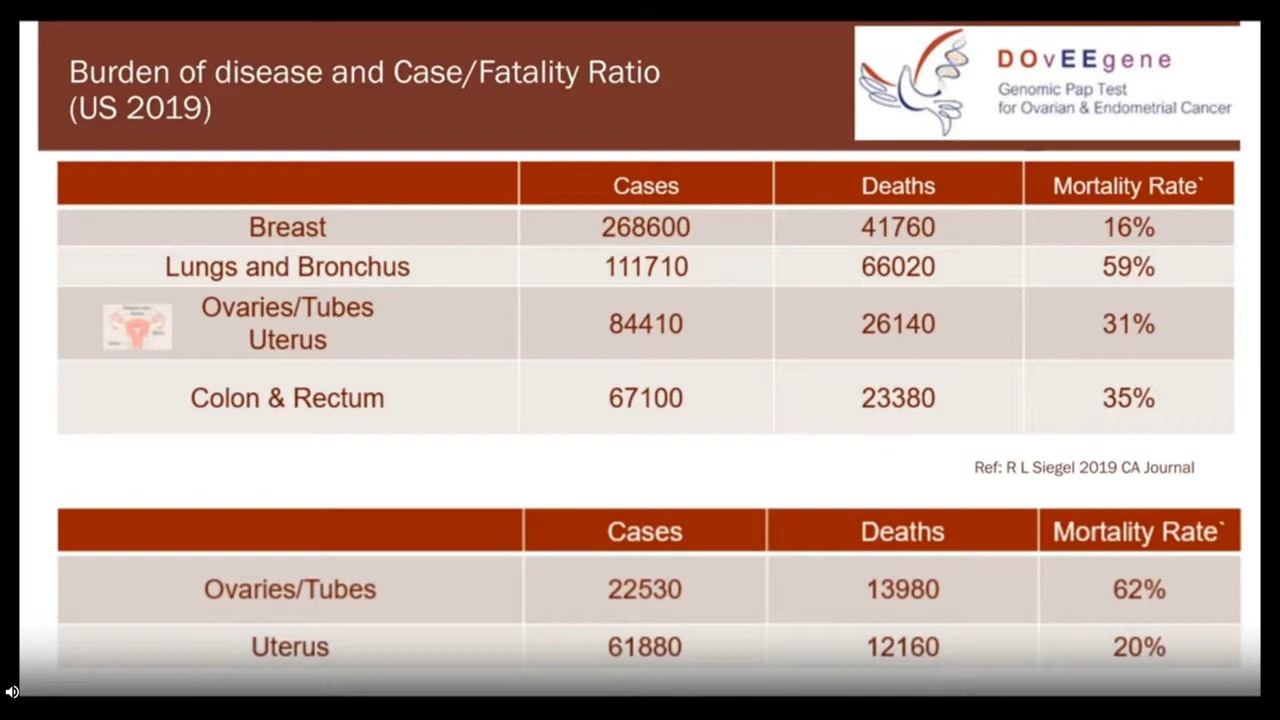 Burden of disease and Case/Fatality Ratio
(US 2019)
DOvEEgene
Genomic Pap Test
for Ovarian & Endometrial Cancer
Cases Deaths Mortality Rate`
Breast 268600 41760 16%
Lungs and Bronchus 111710 66020 59%
Ovaries/Tubes
Uterus 84410 26140 31%
Colon & Rectum 67100 23380 35%
Ref: R L Siegel 2019 CA Journal
Cases Deaths Mortality Rate`
Ovaries/Tubes 22530 13980 62%
Uterus 61880 12160 20%